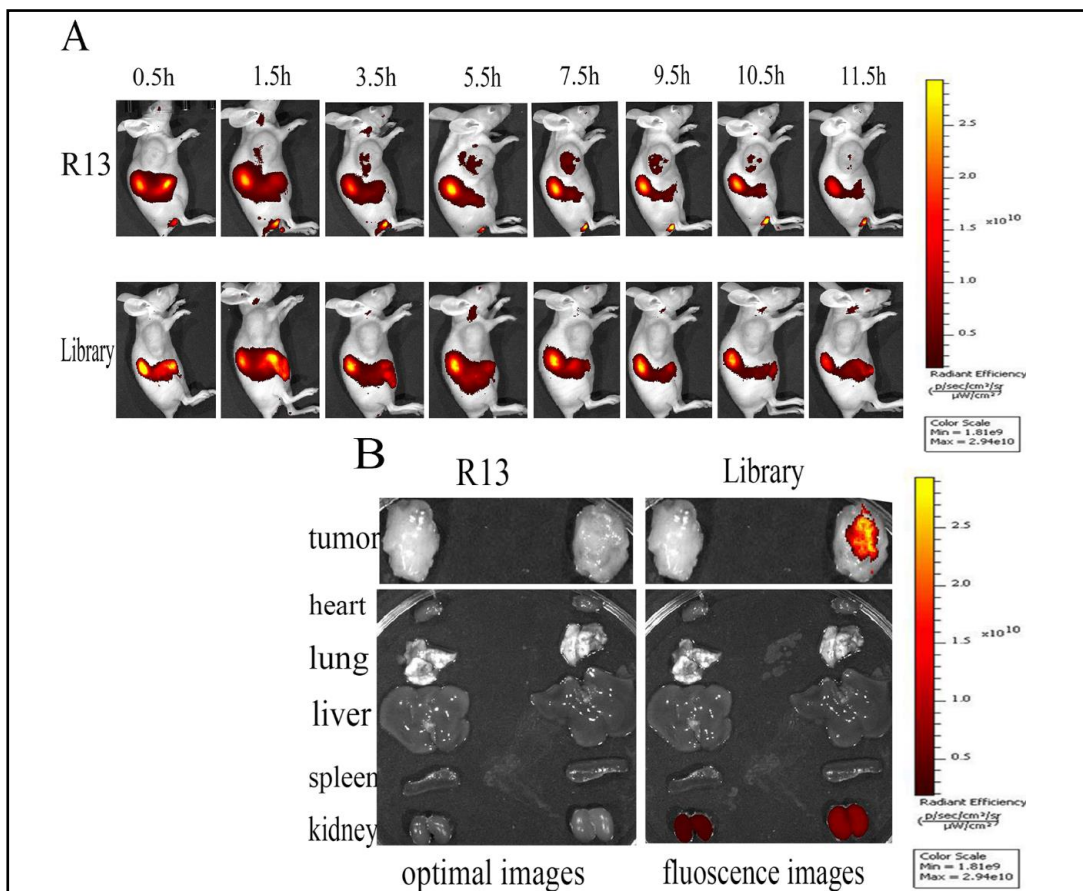 A
0.5h 1.5h 3.5h 5.5h 7.5h 9.5h 10.5h 11.5h
R13
Library
2.5
2.0
×10¹⁰
1.5
1.0
0.5
Radiant Efficiency
(p/sec/cm²/sr / μW/cm²)
Color Scale
Min = 1.81e9
Max = 2.94e10
B
R13 Library
tumor
heart
lung
liver
spleen
kidney
optimal images fluoscence images
2.5
2.0
×10¹⁰
1.5
1.0
0.5
Radiant Efficiency
(p/sec/cm²/sr / μW/cm²)
Color Scale
Min = 1.81e9
Max = 2.94e10